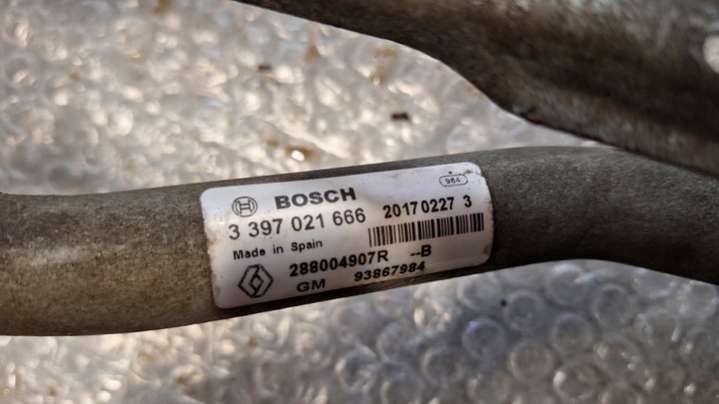 984
BOSCH
3 397 021 666 20170227 3
Made in Spain
288004907R --B
GM 93867984